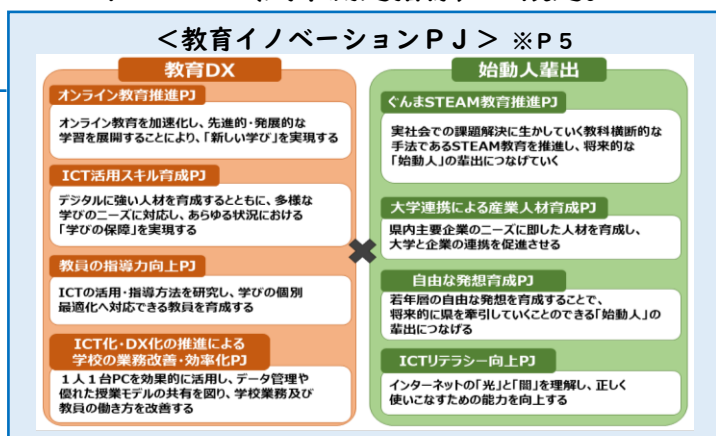 ＜教育イノベーションＰＪ＞ ※Ｐ５
教育DX
オンライン教育推進PJ
オンライン教育を加速化し、先進的・発展的な
学習を展開することにより、「新しい学び」を実現する
ICT活用スキル育成PJ
デジタルに強い人材を育成するとともに、多様な
学びのニーズに対応し、あらゆる状況における
「学びの保障」を実現する
教員の指導力向上PJ
ICTの活用・指導方法を研究し、学びの個別
最適化へ対応できる教員を育成する
ICT化・DX化の推進による
学校の業務改善・効率化PJ
１人１台PCを効果的に活用し、データ管理や
優れた授業モデルの共有を図り、学校業務及び
教員の働き方を改善する
×
始動人輩出
ぐんまSTEAM教育推進PJ
実社会での課題解決に生かしていく教科横断的な
手法であるSTEAM教育を推進し、将来的な
「始動人」の輩出につなげていく
大学連携による産業人材育成PJ
県内主要企業のニーズに即した人材を育成し、
大学と企業の連携を促進させる
自由な発想育成PJ
若年層の自由な発想を育成することで、
将来的に県を牽引していくことのできる「始動人」の
輩出につなげる
ICTリテラシー向上PJ
インターネットの「光」と「闇」を理解し、正しく
使いこなすための能力を向上する